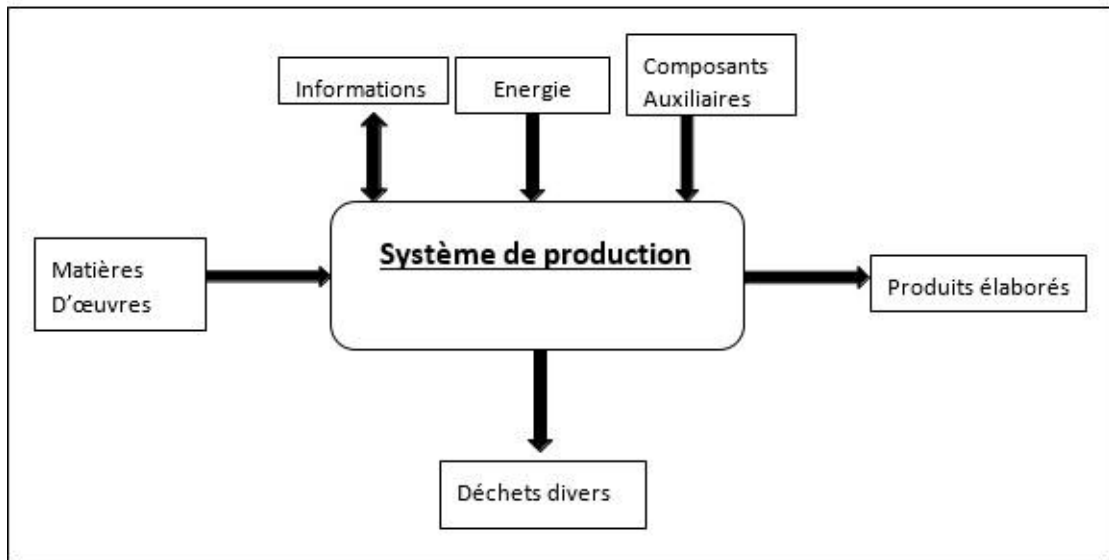 Informations
Energie
Composants
Auxiliaires
Système de production
Matières
D'œuvres
Produits élaborés
Déchets divers